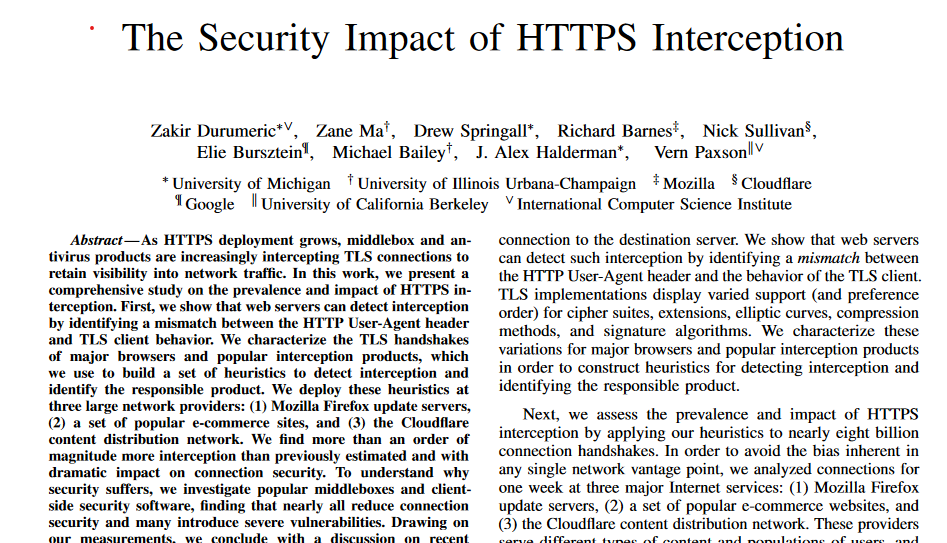 The Security Impact of HTTPS Interception
Zakir Durumeric*∨, Zane Ma†, Drew Springall*, Richard Barnes‡, Nick Sullivan§,
Elie Bursztein¶, Michael Bailey†, J. Alex Halderman*, Vern Paxson‖∨
* University of Michigan † University of Illinois Urbana-Champaign ‡ Mozilla § Cloudflare
¶ Google ‖ University of California Berkeley ∨ International Computer Science Institute
Abstract—As HTTPS deployment grows, middlebox and an-
tivirus products are increasingly intercepting TLS connections to
retain visibility into network traffic. In this work, we present a
comprehensive study on the prevalence and impact of HTTPS in-
terception. First, we show that web servers can detect interception
by identifying a mismatch between the HTTP User-Agent header
and TLS client behavior. We characterize the TLS handshakes
of major browsers and popular interception products, which
we use to build a set of heuristics to detect interception and
identify the responsible product. We deploy these heuristics at
three large network providers: (1) Mozilla Firefox update servers,
(2) a set of popular e-commerce sites, and (3) the Cloudflare
content distribution network. We find more than an order of
magnitude more interception than previously estimated and with
dramatic impact on connection security. To understand why
security suffers, we investigate popular middleboxes and client-
side security software, finding that nearly all reduce connection
security and many introduce severe vulnerabilities. Drawing on
our measurements, we conclude with a discussion on recent
connection to the destination server. We show that web servers
can detect such interception by identifying a mismatch between
the HTTP User-Agent header and the behavior of the TLS client.
TLS implementations display varied support (and preference
order) for cipher suites, extensions, elliptic curves, compression
methods, and signature algorithms. We characterize these
variations for major browsers and popular interception products
in order to construct heuristics for detecting interception and
identifying the responsible product.
Next, we assess the prevalence and impact of HTTPS
interception by applying our heuristics to nearly eight billion
connection handshakes. In order to avoid the bias inherent in
any single network vantage point, we analyzed connections for
one week at three major Internet services: (1) Mozilla Firefox
update servers, (2) a set of popular e-commerce websites, and
(3) the Cloudflare content distribution network. These providers
serve different types of content and populations of users, and